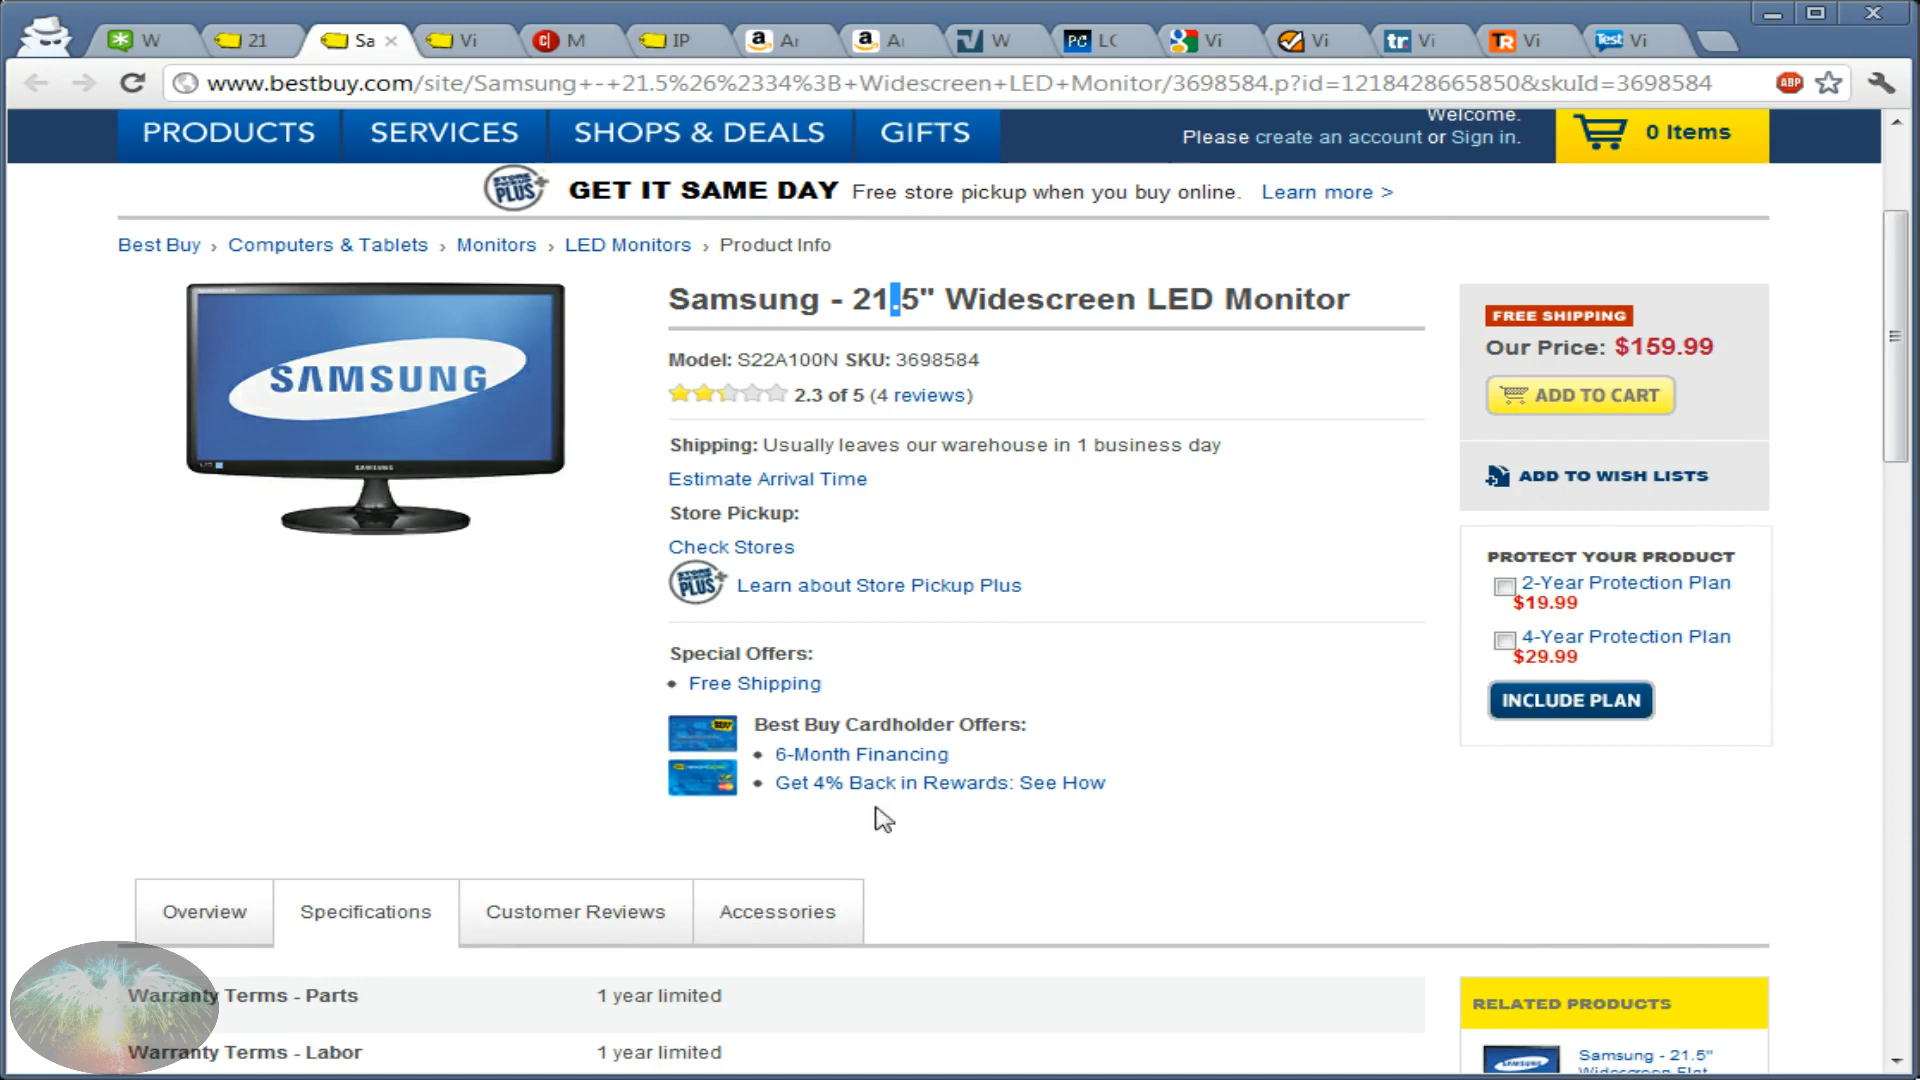 W
21
Sa
Vi
M
IP
Ar
W
LC
Vi
Vi
Vi
Vi
Vi
www.bestbuy.com/site/Samsung+-+21.5%26%2334%3B+Widescreen+LED+Monitor/3698584.p?id=1218428665850&skuId=3698584
ABP
PRODUCTS
SERVICES
SHOPS & DEALS
GIFTS
Welcome.
Please create an account or Sign in.
0 Items
STORE PICKUP PLUS+
GET IT SAME DAY Free store pickup when you buy online. Learn more >
Best Buy › Computers & Tablets › Monitors › LED Monitors › Product Info
SAMSUNG
SAMSUNG
Samsung - 21.5" Widescreen LED Monitor
Model: S22A100N SKU: 3698584
2.3 of 5 (4 reviews)
Shipping: Usually leaves our warehouse in 1 business day
Estimate Arrival Time
Store Pickup:
Check Stores
STORE PICKUP PLUS+
Learn about Store Pickup Plus
Special Offers:
• Free Shipping
Best Buy Cardholder Offers:
• 6-Month Financing
• Get 4% Back in Rewards: See How
FREE SHIPPING
Our Price: $159.99
ADD TO CART
ADD TO WISH LISTS
PROTECT YOUR PRODUCT
2-Year Protection Plan
$19.99
4-Year Protection Plan
$29.99
INCLUDE PLAN
Overview
Specifications
Customer Reviews
Accessories
Warranty Terms - Parts
1 year limited
Warranty Terms - Labor
1 year limited
RELATED PRODUCTS
Samsung - 21.5"
Widescreen Flat